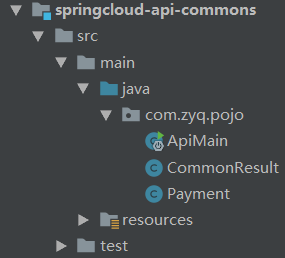 springcloud-api-commons
src
main
java
com.zyq.pojo
ApiMain
CommonResult
Payment
resources
test